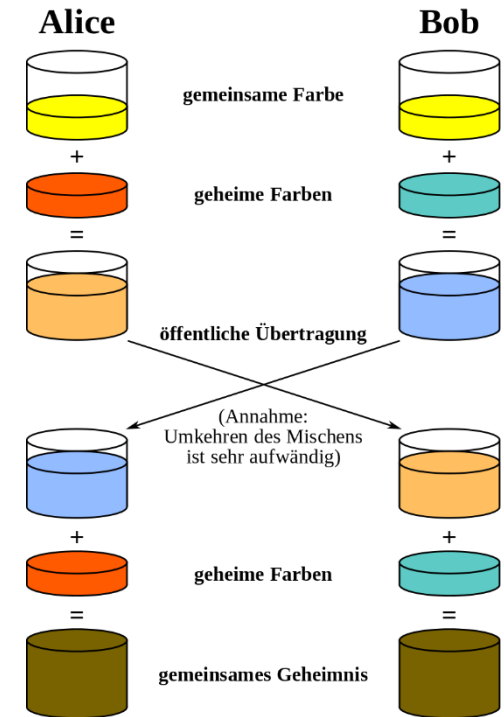 Alice Bob
gemeinsame Farbe
+ +
geheime Farben
= =
öffentliche Übertragung
(Annahme:
Umkehren des Mischens
ist sehr aufwändig)
+ +
geheime Farben
= =
gemeinsames Geheimnis